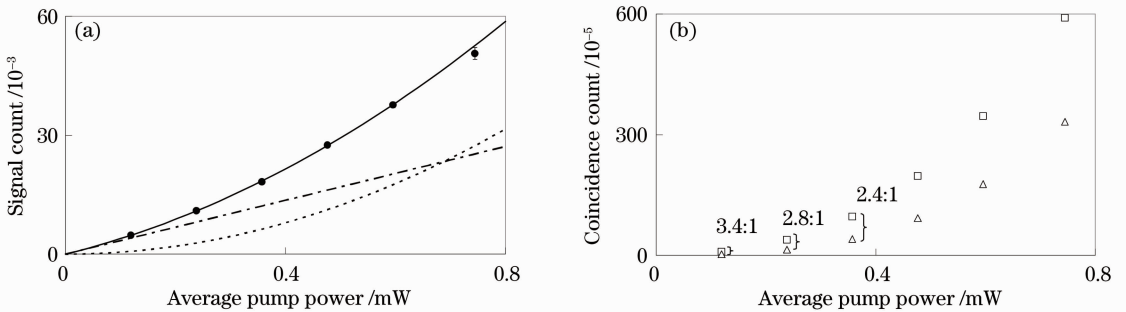 (a)
60
30
0
0
0.4
0.8
Signal count /10⁻³
Average pump power /mW
(b)
600
300
0
0
0.4
0.8
3.4:1
2.8:1
2.4:1
Coincidence count /10⁻⁵
Average pump power /mW